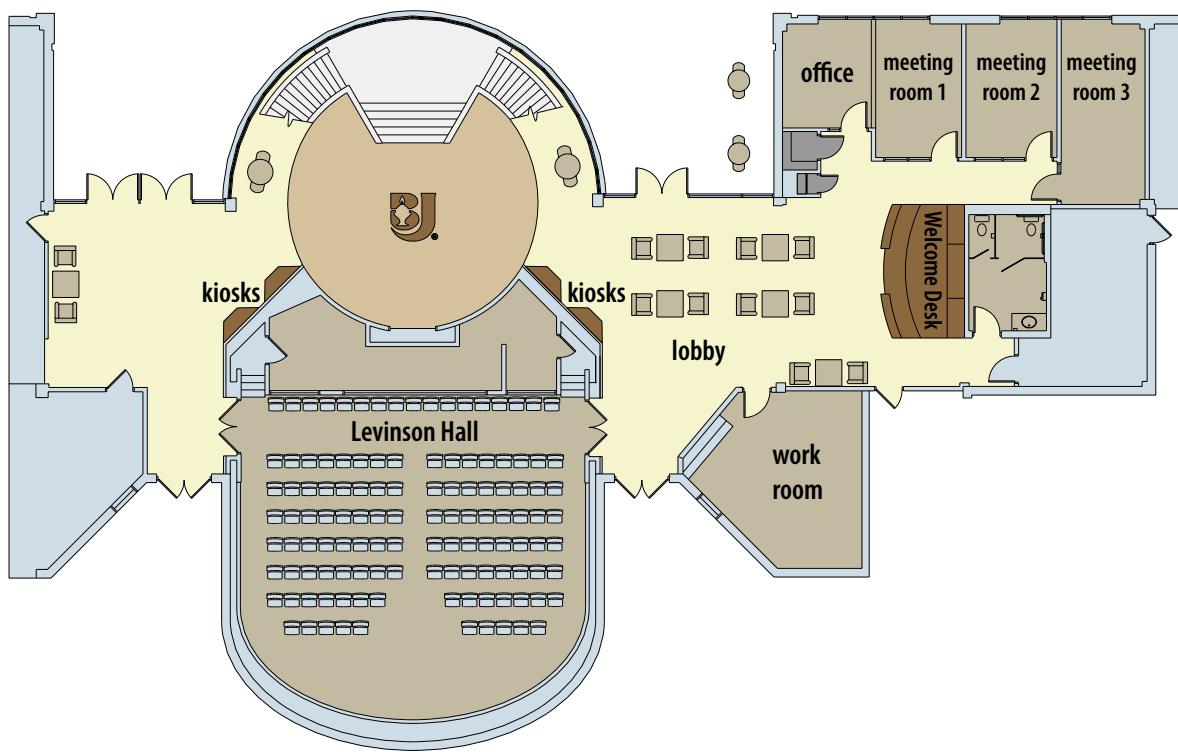 office
meeting
room 1
meeting
room 2
meeting
room 3
BJ
Welcome Desk
kiosks
kiosks
lobby
Levinson Hall
work
room